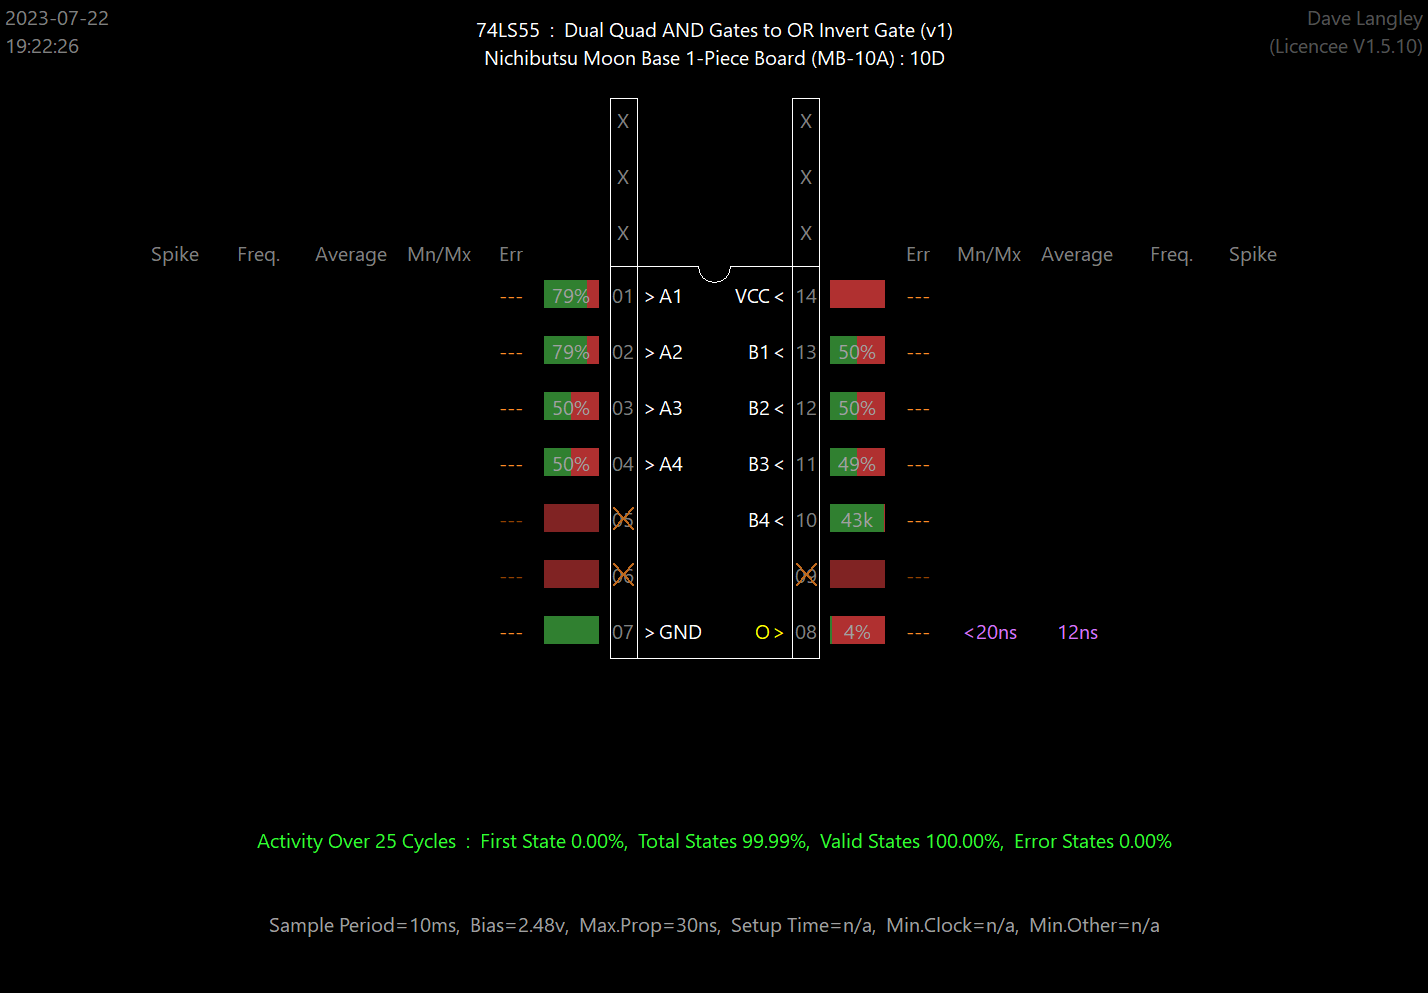 2023-07-22
19:22:26
74LS55 : Dual Quad AND Gates to OR Invert Gate (v1)
Nichibutsu Moon Base 1-Piece Board (MB-10A) : 10D
Dave Langley
(Licencee V1.5.10)
X X
X X
X X
Spike Freq. Average Mn/Mx Err Err Mn/Mx Average Freq. Spike
--- 79% 01 > A1 VCC < 14 ---
--- 79% 02 > A2 B1 < 13 50% ---
--- 50% 03 > A3 B2 < 12 50% ---
--- 50% 04 > A4 B3 < 11 49% ---
--- 05 B4 < 10 43k ---
--- 06 09 ---
--- 07 > GND O > 08 4% --- <20ns 12ns
Activity Over 25 Cycles : First State 0.00%, Total States 99.99%, Valid States 100.00%, Error States 0.00%
Sample Period=10ms, Bias=2.48v, Max.Prop=30ns, Setup Time=n/a, Min.Clock=n/a, Min.Other=n/a